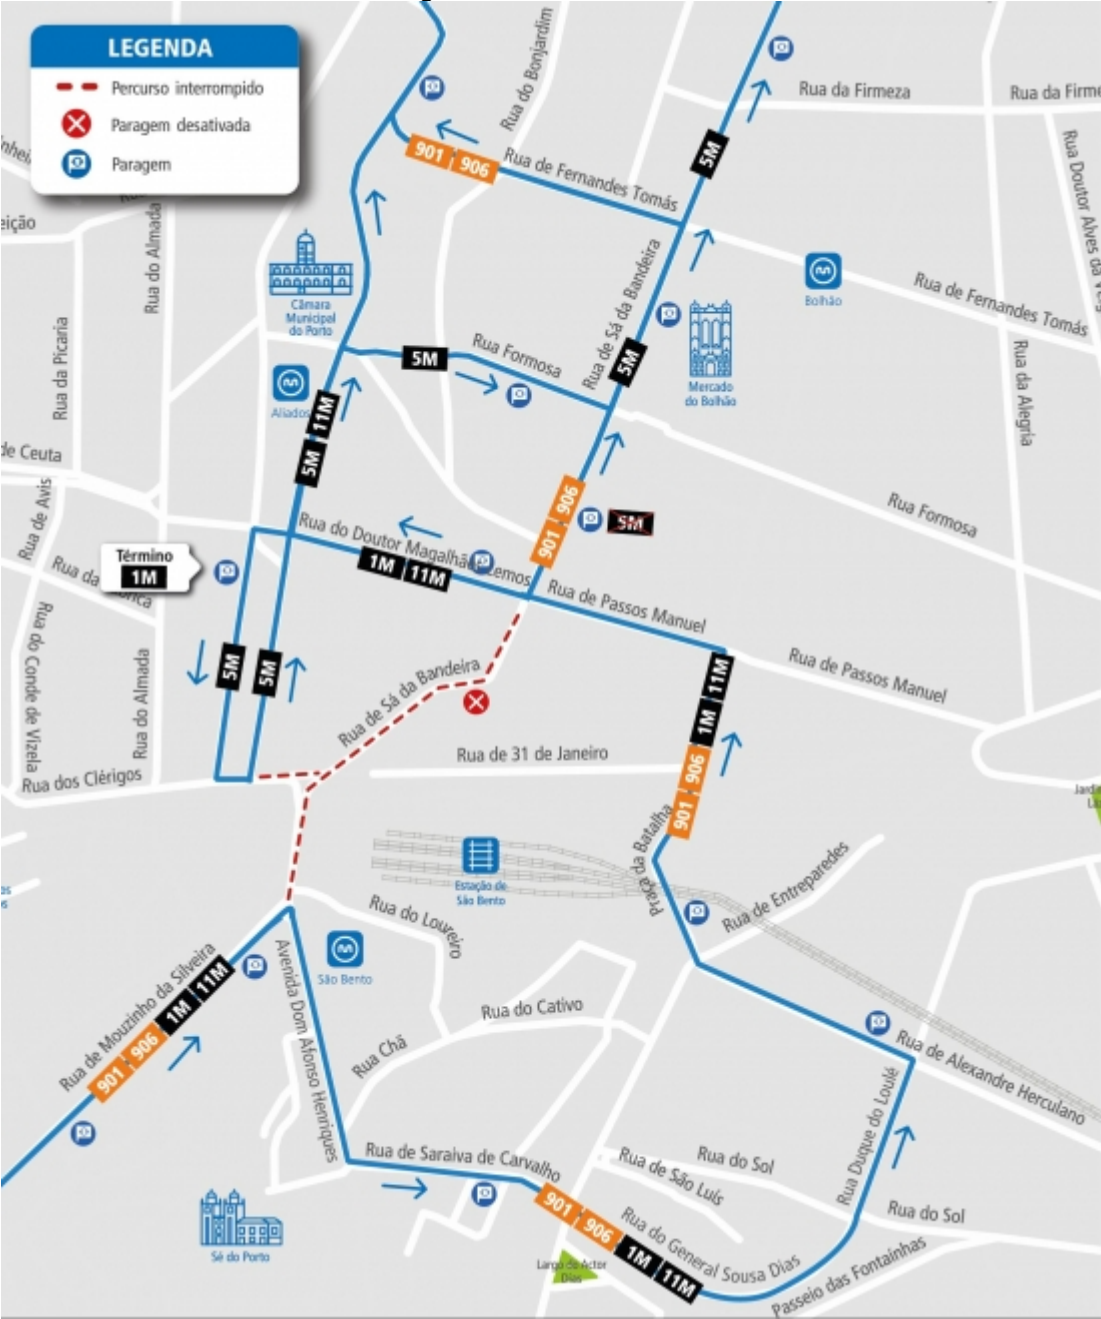 LEGENDA
Percurso interrompido
Paragem desativada
Paragem
Rua do Bonjardim
Rua da Firmeza
Rua da Firme
901 906
5M
Rua de Fernandes Tomás
Rua Doutor Alves da Ve
eição
Rua do Almada
Câmara
Municipal
do Porto
Rua de Sá da Bandeira
Bolhão
Rua de Fernandes Tomás
Rua da Picaria
5M
Rua Formosa
5M
Mercado
do Bolhão
Rua da Alegria
Aliados
5M 11M
de Ceuta
901 906
5M
Rua Formosa
Rua de Avis
Rua do Doutor Magalhães Lemos
1M 11M
Término
1M
Rua da
Rua de Passos Manuel
Rua do Conde de Vizela
Rua do Almada
5M
5M
Rua de Sá da Bandeira
901 906 1M 11M
Rua de Passos Manuel
Rua de 31 de Janeiro
Rua dos Clérigos
Praça da Batalha
Estação de
São Bento
Rua de Entreparedes
Rua do Loureiro
São Bento
Rua de Mouzinho da Silveira
901 906 1M 11M
Avenida Dom Afonso Henriques
Rua do Cativo
Rua Chã
Rua de Alexandre Herculano
Rua Duque do Loulé
Rua de Saraiva de Carvalho
Rua do Sol
Rua de São Luís
901 906 1M 11M
Rua do Sol
Sé do Porto
Rua do General Sousa Dias
Largo do Actor
Dias
Passeio das Fontaínhas